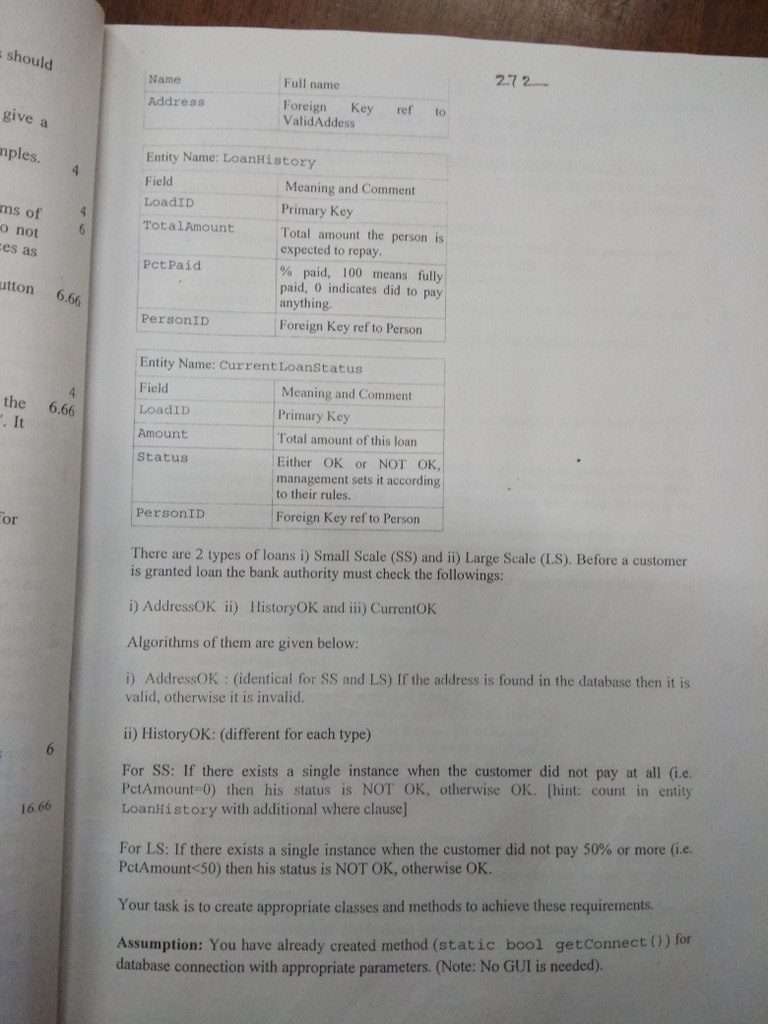 should
give a
mples.
4
ms of 4
o not 6
ces as
utton 6.66
4
the 6.66
'. It
for
6
16.66
272
Name Full name
Address Foreign Key ref to
ValidAddess
Entity Name: LoanHistory
Field Meaning and Comment
LoadID Primary Key
TotalAmount Total amount the person is
expected to repay.
PctPaid % paid, 100 means fully
paid, 0 indicates did to pay
anything.
PersonID Foreign Key ref to Person
Entity Name: CurrentLoanStatus
Field Meaning and Comment
LoadID Primary Key
Amount Total amount of this loan
Status Either OK or NOT OK,
management sets it according
to their rules.
PersonID Foreign Key ref to Person
There are 2 types of loans i) Small Scale (SS) and ii) Large Scale (LS). Before a customer
is granted loan the bank authority must check the followings:
i) AddressOK ii) HistoryOK and iii) CurrentOK
Algorithms of them are given below:
i) AddressOK : (identical for SS and LS) If the address is found in the database then it is
valid, otherwise it is invalid.
ii) HistoryOK: (different for each type)
For SS: If there exists a single instance when the customer did not pay at all (i.e.
PctAmount=0) then his status is NOT OK, otherwise OK. [hint: count in entity
LoanHistory with additional where clause]
For LS: If there exists a single instance when the customer did not pay 50% or more (i.e.
PctAmount<50) then his status is NOT OK, otherwise OK.
Your task is to create appropriate classes and methods to achieve these requirements.
Assumption: You have already created method (static bool getConnect()) for
database connection with appropriate parameters. (Note: No GUI is needed).